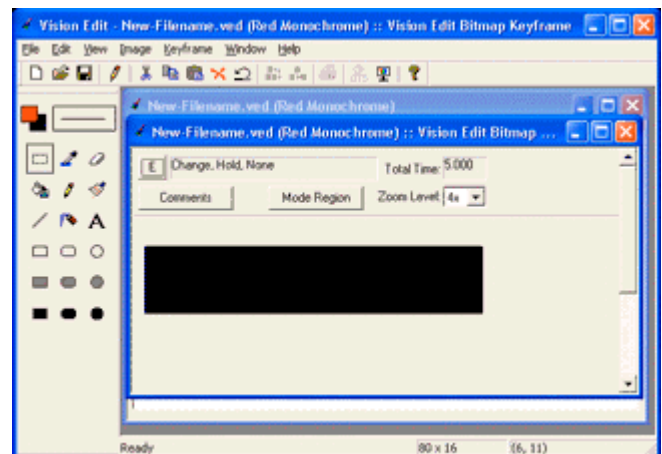 Vision Edit - New-Filename.ved (Red Monochrome) :: Vision Edit Bitmap Keyframe
File Edit View Image Keyframe Window Help
New-Filename.ved (Red Monochrome)
New-Filename.ved (Red Monochrome) :: Vision Edit Bitmap ...
E Change, Hold, None Total Time: 5.000
Comments Mode Region Zoom Level: 4x
A
Ready 80 x 16 (6, 11)